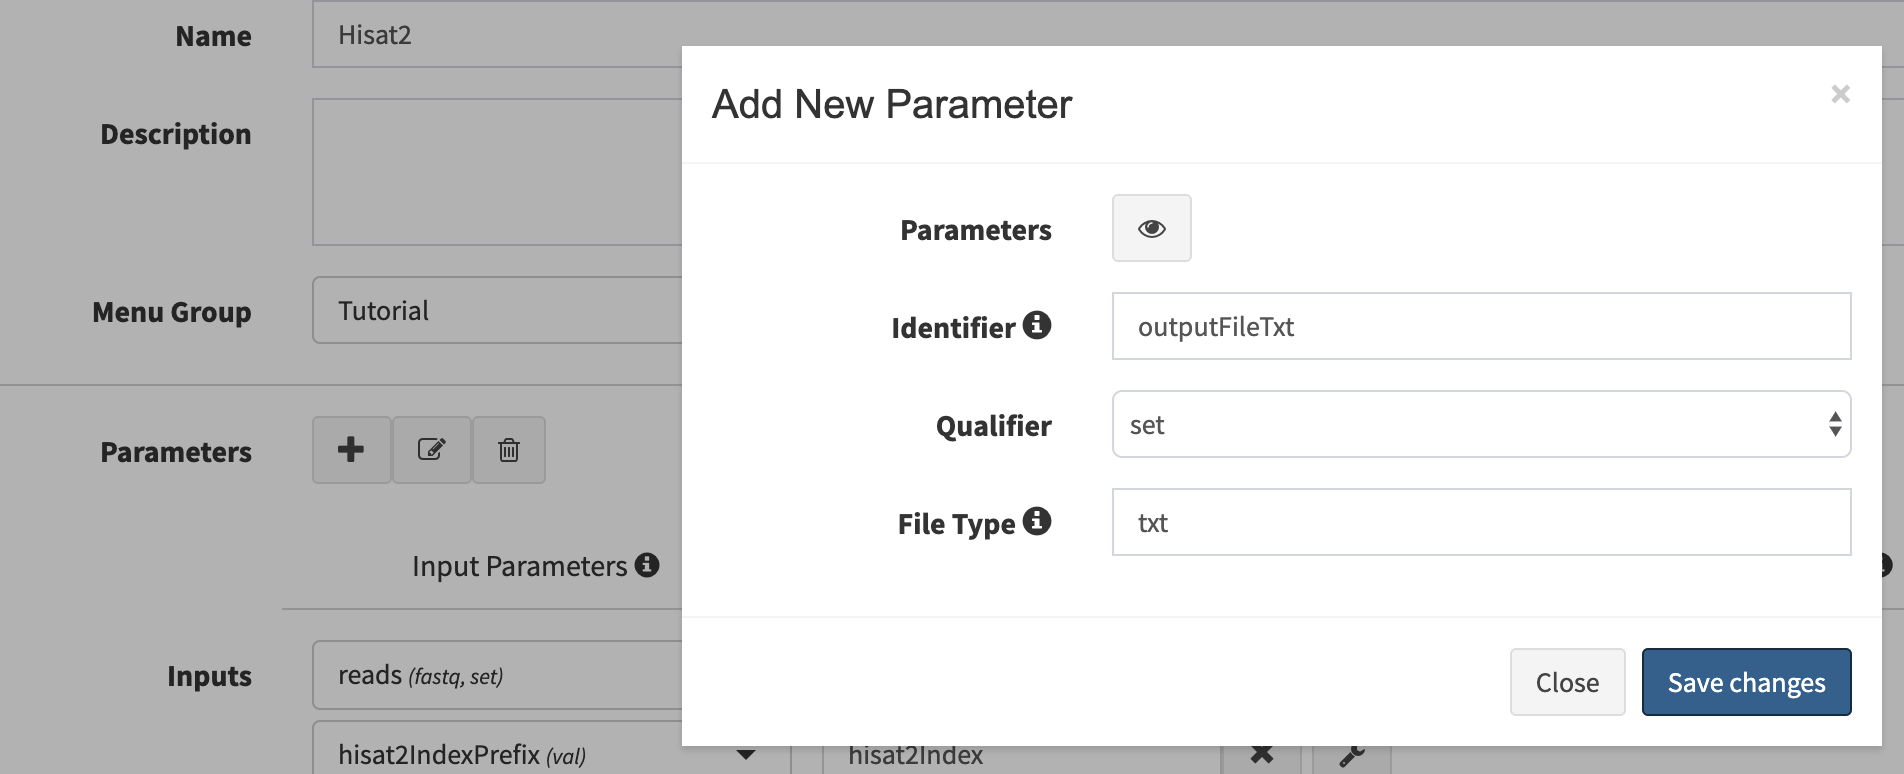 Name
Hisat2
Description
Menu Group
Tutorial
Parameters
Input Parameters
Inputs
reads (fastq, set)
hisat2IndexPrefix (val)
hisat2Index
Add New Parameter
Parameters
Identifier
outputFileTxt
Qualifier
set
File Type
txt
Close
Save changes